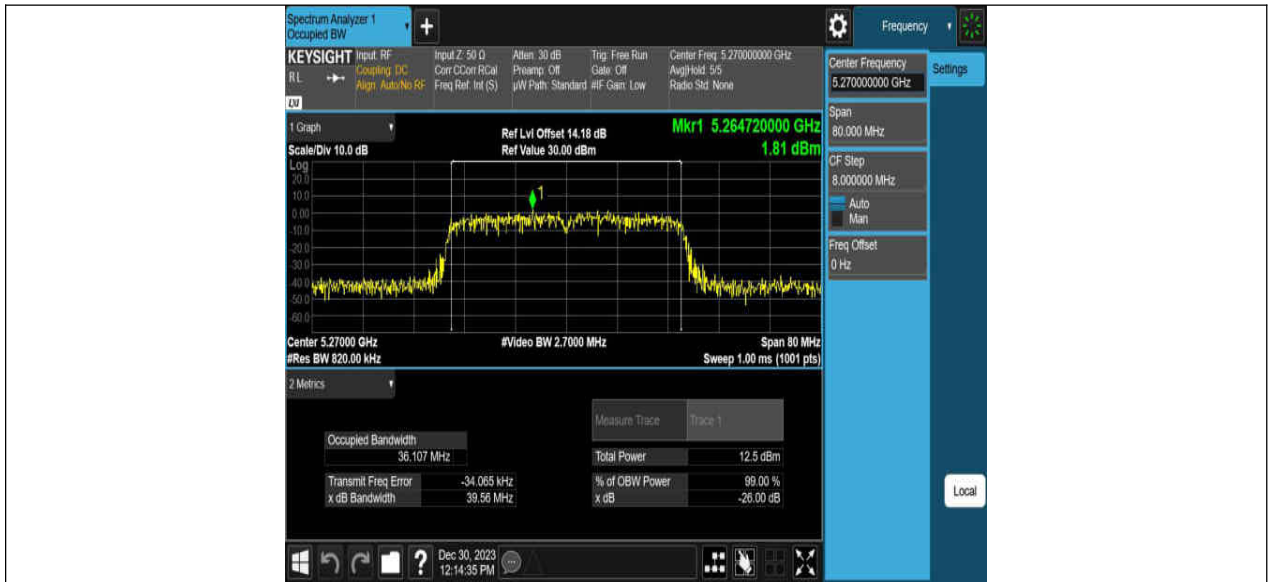 Spectrum Analyzer 1
Occupied BW
+
Frequency
KEYSIGHT
RL
LXI
Input: RF
Coupling: DC
Align: Auto/No RF
Input Z: 50 Ω
Corr CCorr RCal
Freq Ref: Int (S)
Atten: 30 dB
Preamp: Off
µW Path: Standard
Trig: Free Run
Gate: Off
#IF Gain: Low
Center Freq: 5.270000000 GHz
Avg|Hold: 5/5
Radio Std: None
Center Frequency
5.270000000 GHz
Settings
Span
80.000 MHz
CF Step
8.000000 MHz
Auto
Man
Freq Offset
0 Hz
1 Graph
Scale/Div 10.0 dB
Ref Lvl Offset 14.18 dB
Ref Value 30.00 dBm
Mkr1 5.264720000 GHz
1.81 dBm
Log
20.0
10.0
0.00
-10.0
-20.0
-30.0
-40.0
-50.0
-60.0
1
Center 5.27000 GHz
#Res BW 820.00 kHz
#Video BW 2.7000 MHz
Span 80 MHz
Sweep 1.00 ms (1001 pts)
2 Metrics
Measure Trace Trace 1
Occupied Bandwidth
36.107 MHz
Total Power 12.5 dBm
Transmit Freq Error -34.065 kHz
% of OBW Power 99.00 %
x dB Bandwidth 39.56 MHz
x dB -26.00 dB
Local
?
Dec 30, 2023
12:14:35 PM